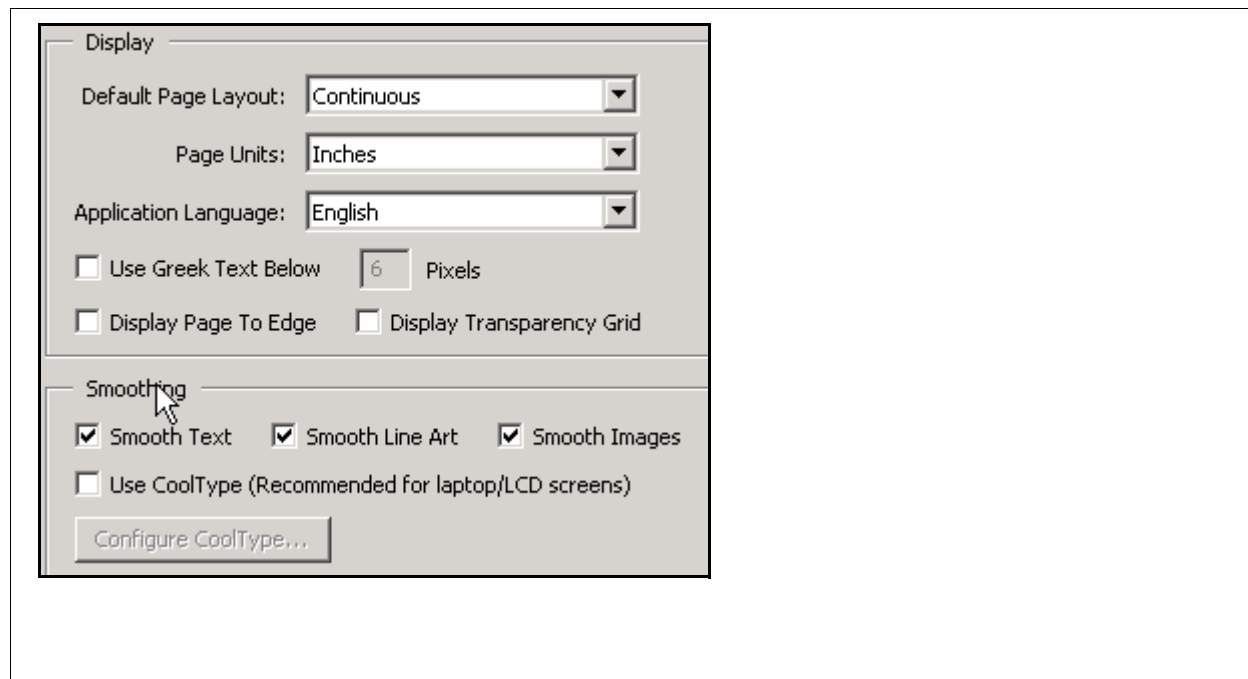 Display
Default Page Layout: Continuous
Page Units: Inches
Application Language: English
Use Greek Text Below 6 Pixels
Display Page To Edge Display Transparency Grid
Smoothing
Smooth Text Smooth Line Art Smooth Images
Use CoolType (Recommended for laptop/LCD screens)
Configure CoolType...